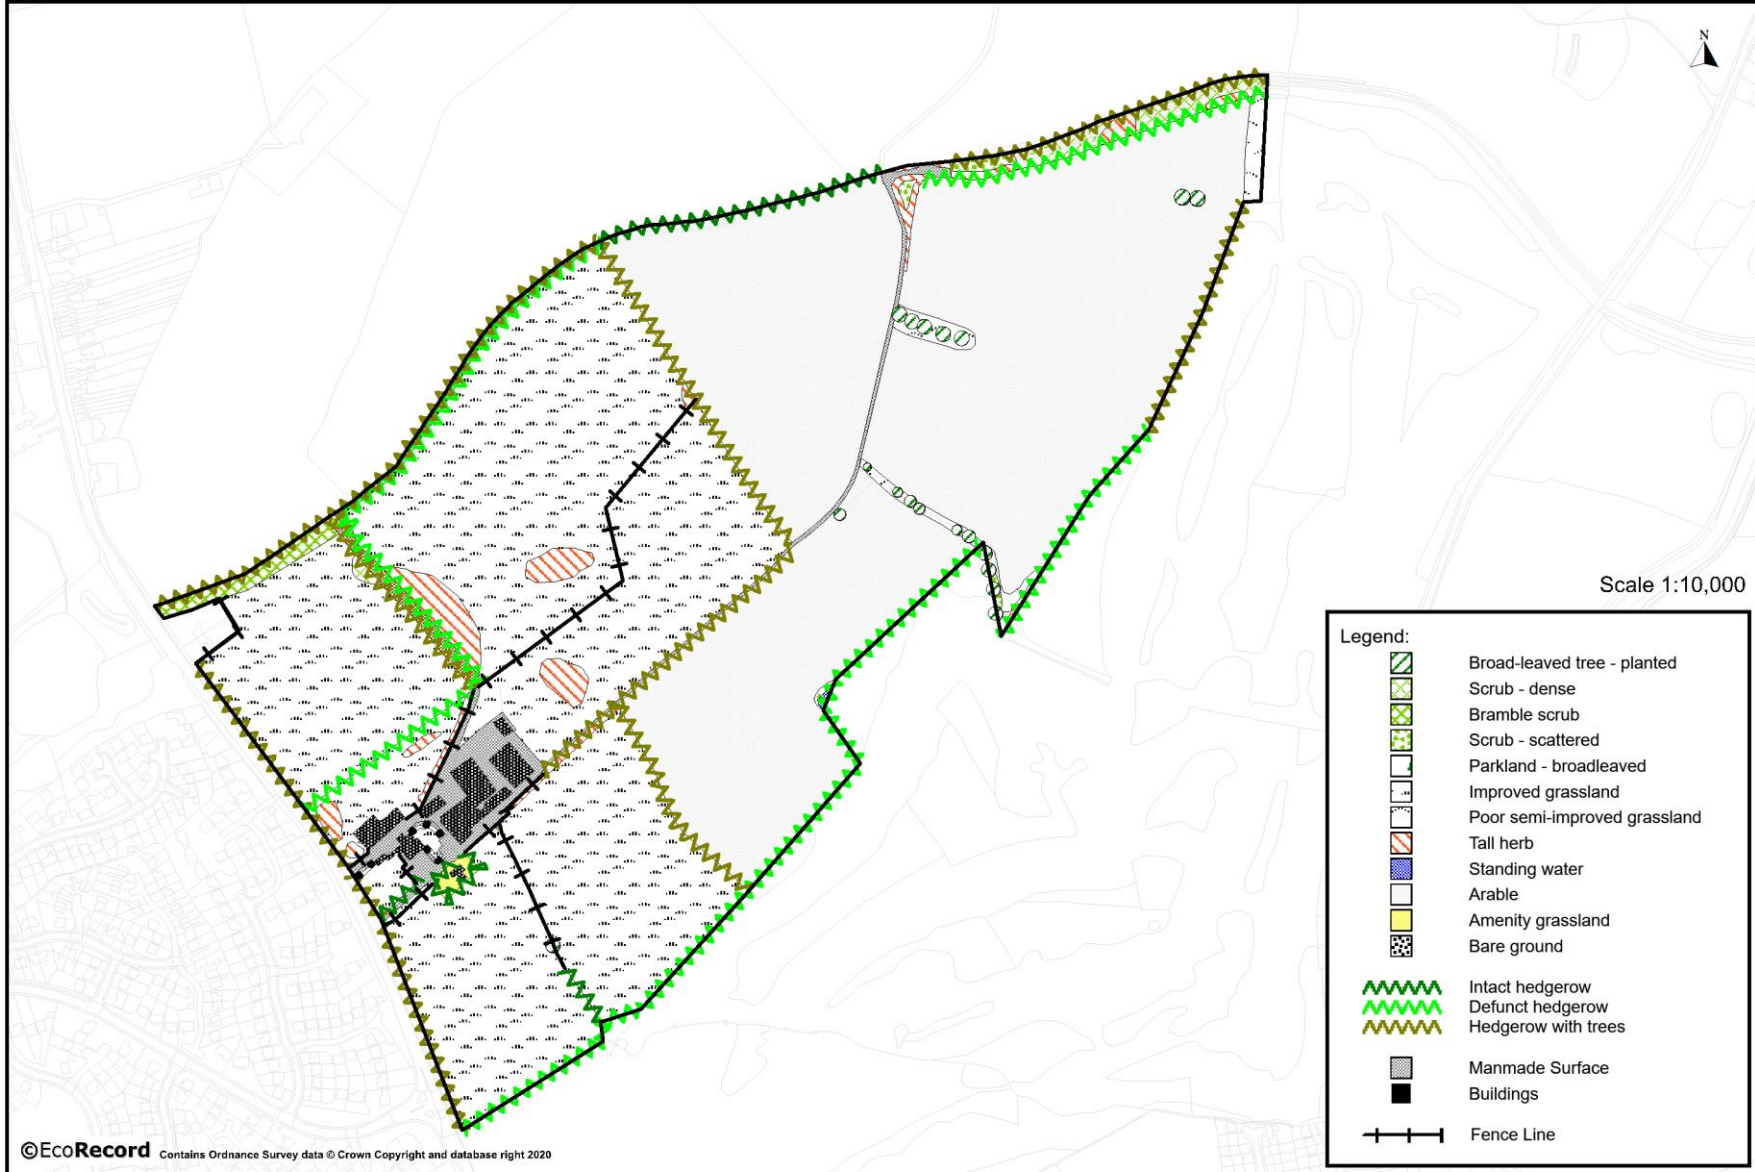 N
Scale 1:10,000
Legend:
Broad-leaved tree - planted
Scrub - dense
Bramble scrub
Scrub - scattered
Parkland - broadleaved
Improved grassland
Poor semi-improved grassland
Tall herb
Standing water
Arable
Amenity grassland
Bare ground
Intact hedgerow
Defunct hedgerow
Hedgerow with trees
Manmade Surface
Buildings
Fence Line
©EcoRecord Contains Ordnance Survey data © Crown Copyright and database right 2020